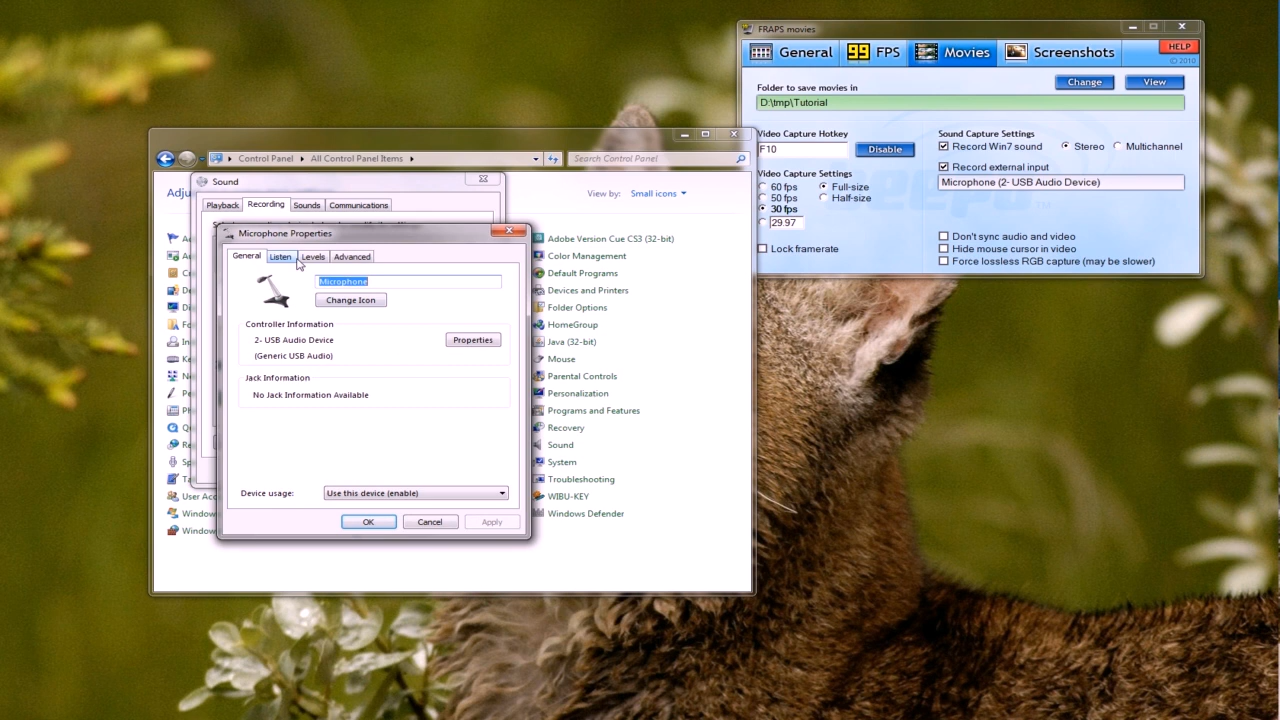 FRAPS movies
General
99 FPS
Movies
Screenshots
HELP
© 2010
Folder to save movies in
Change
View
D:\tmp\Tutorial
Video Capture Hotkey
F10
Disable
Sound Capture Settings
Record Win7 sound
Stereo
Multichannel
Record external input
Microphone (2- USB Audio Device)
Video Capture Settings
60 fps
50 fps
30 fps
29.97
Full-size
Half-size
Lock framerate
Don't sync audio and video
Hide mouse cursor in video
Force lossless RGB capture (may be slower)
Control Panel
All Control Panel Items
Search Control Panel
Adju
View by:
Small icons
Sound
Playback
Recording
Sounds
Communications
Microphone Properties
General
Listen
Levels
Advanced
Microphone
Change Icon
Controller Information
2- USB Audio Device
(Generic USB Audio)
Properties
Jack Information
No Jack Information Available
Device usage:
Use this device (enable)
OK
Cancel
Apply
User Acc
Window
Window
Adobe Version Cue CS3 (32-bit)
Color Management
Default Programs
Devices and Printers
Folder Options
HomeGroup
Java (32-bit)
Mouse
Parental Controls
Personalization
Programs and Features
Recovery
Sound
System
Troubleshooting
WIBU-KEY
Windows Defender